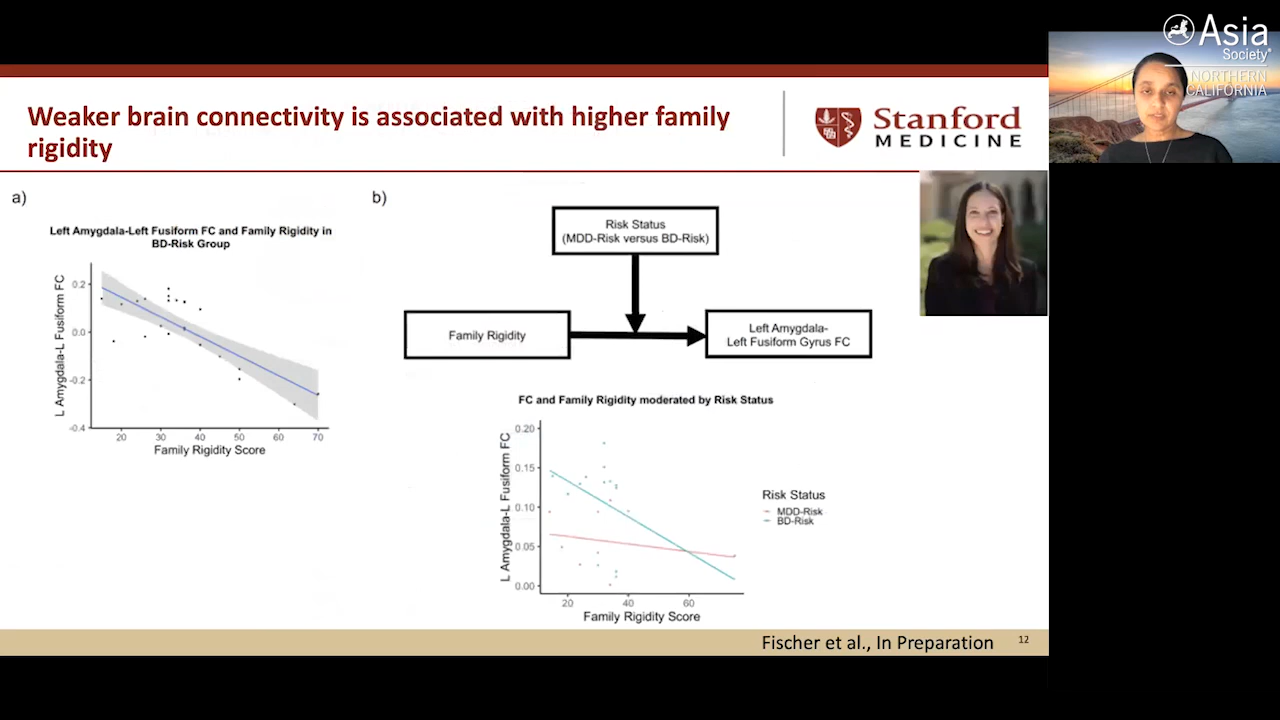 Weaker brain connectivity is associated with higher family
rigidity
Stanford
MEDICINE
Asia
Society
NORTHERN
CALIFORNIA
a)
Left Amygdala-Left Fusiform FC and Family Rigidity in
BD-Risk Group
L Amygdala-L Fusiform FC
0.2
0.0
-0.2
-0.4
20 30 40 50 60 70
Family Rigidity Score
b)
Risk Status
(MDD-Risk versus BD-Risk)
Family Rigidity
Left Amygdala-
Left Fusiform Gyrus FC
FC and Family Rigidity moderated by Risk Status
L Amygdala-L Fusiform FC
0.20
0.15
0.10
0.05
0.00
20 40 60
Family Rigidity Score
Risk Status
MDD-Risk
BD-Risk
Fischer et al., In Preparation
12